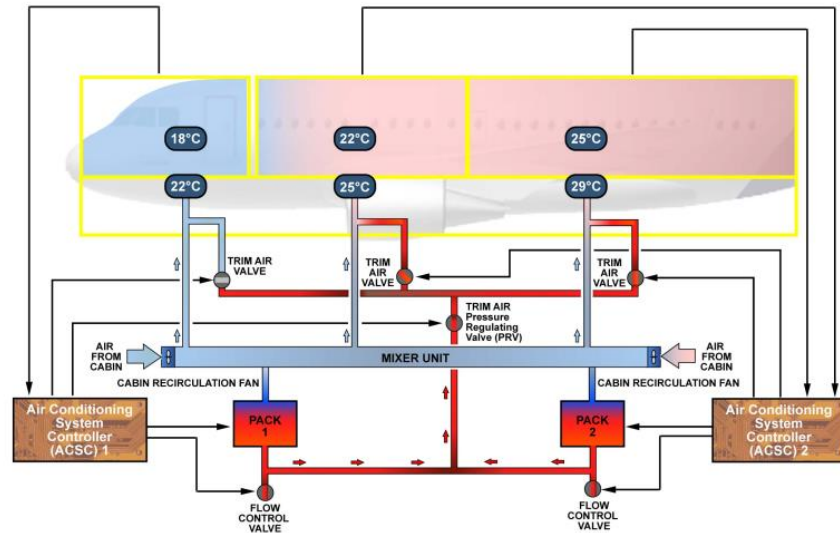 18°C
22°C
25°C
22°C
25°C
29°C
TRIM AIR
VALVE
TRIM
AIR
VALVE
TRIM
AIR
VALVE
TRIM AIR
Pressure
Regulating
Valve (PRV)
AIR
FROM
CABIN
MIXER UNIT
AIR
FROM
CABIN
CABIN RECIRCULATION FAN
CABIN RECIRCULATION FAN
Air Conditioning
System
Controller
(ACSC) 1
PACK
1
PACK
2
Air Conditioning
System
Controller
(ACSC) 2
FLOW
CONTROL
VALVE
FLOW
CONTROL
VALVE